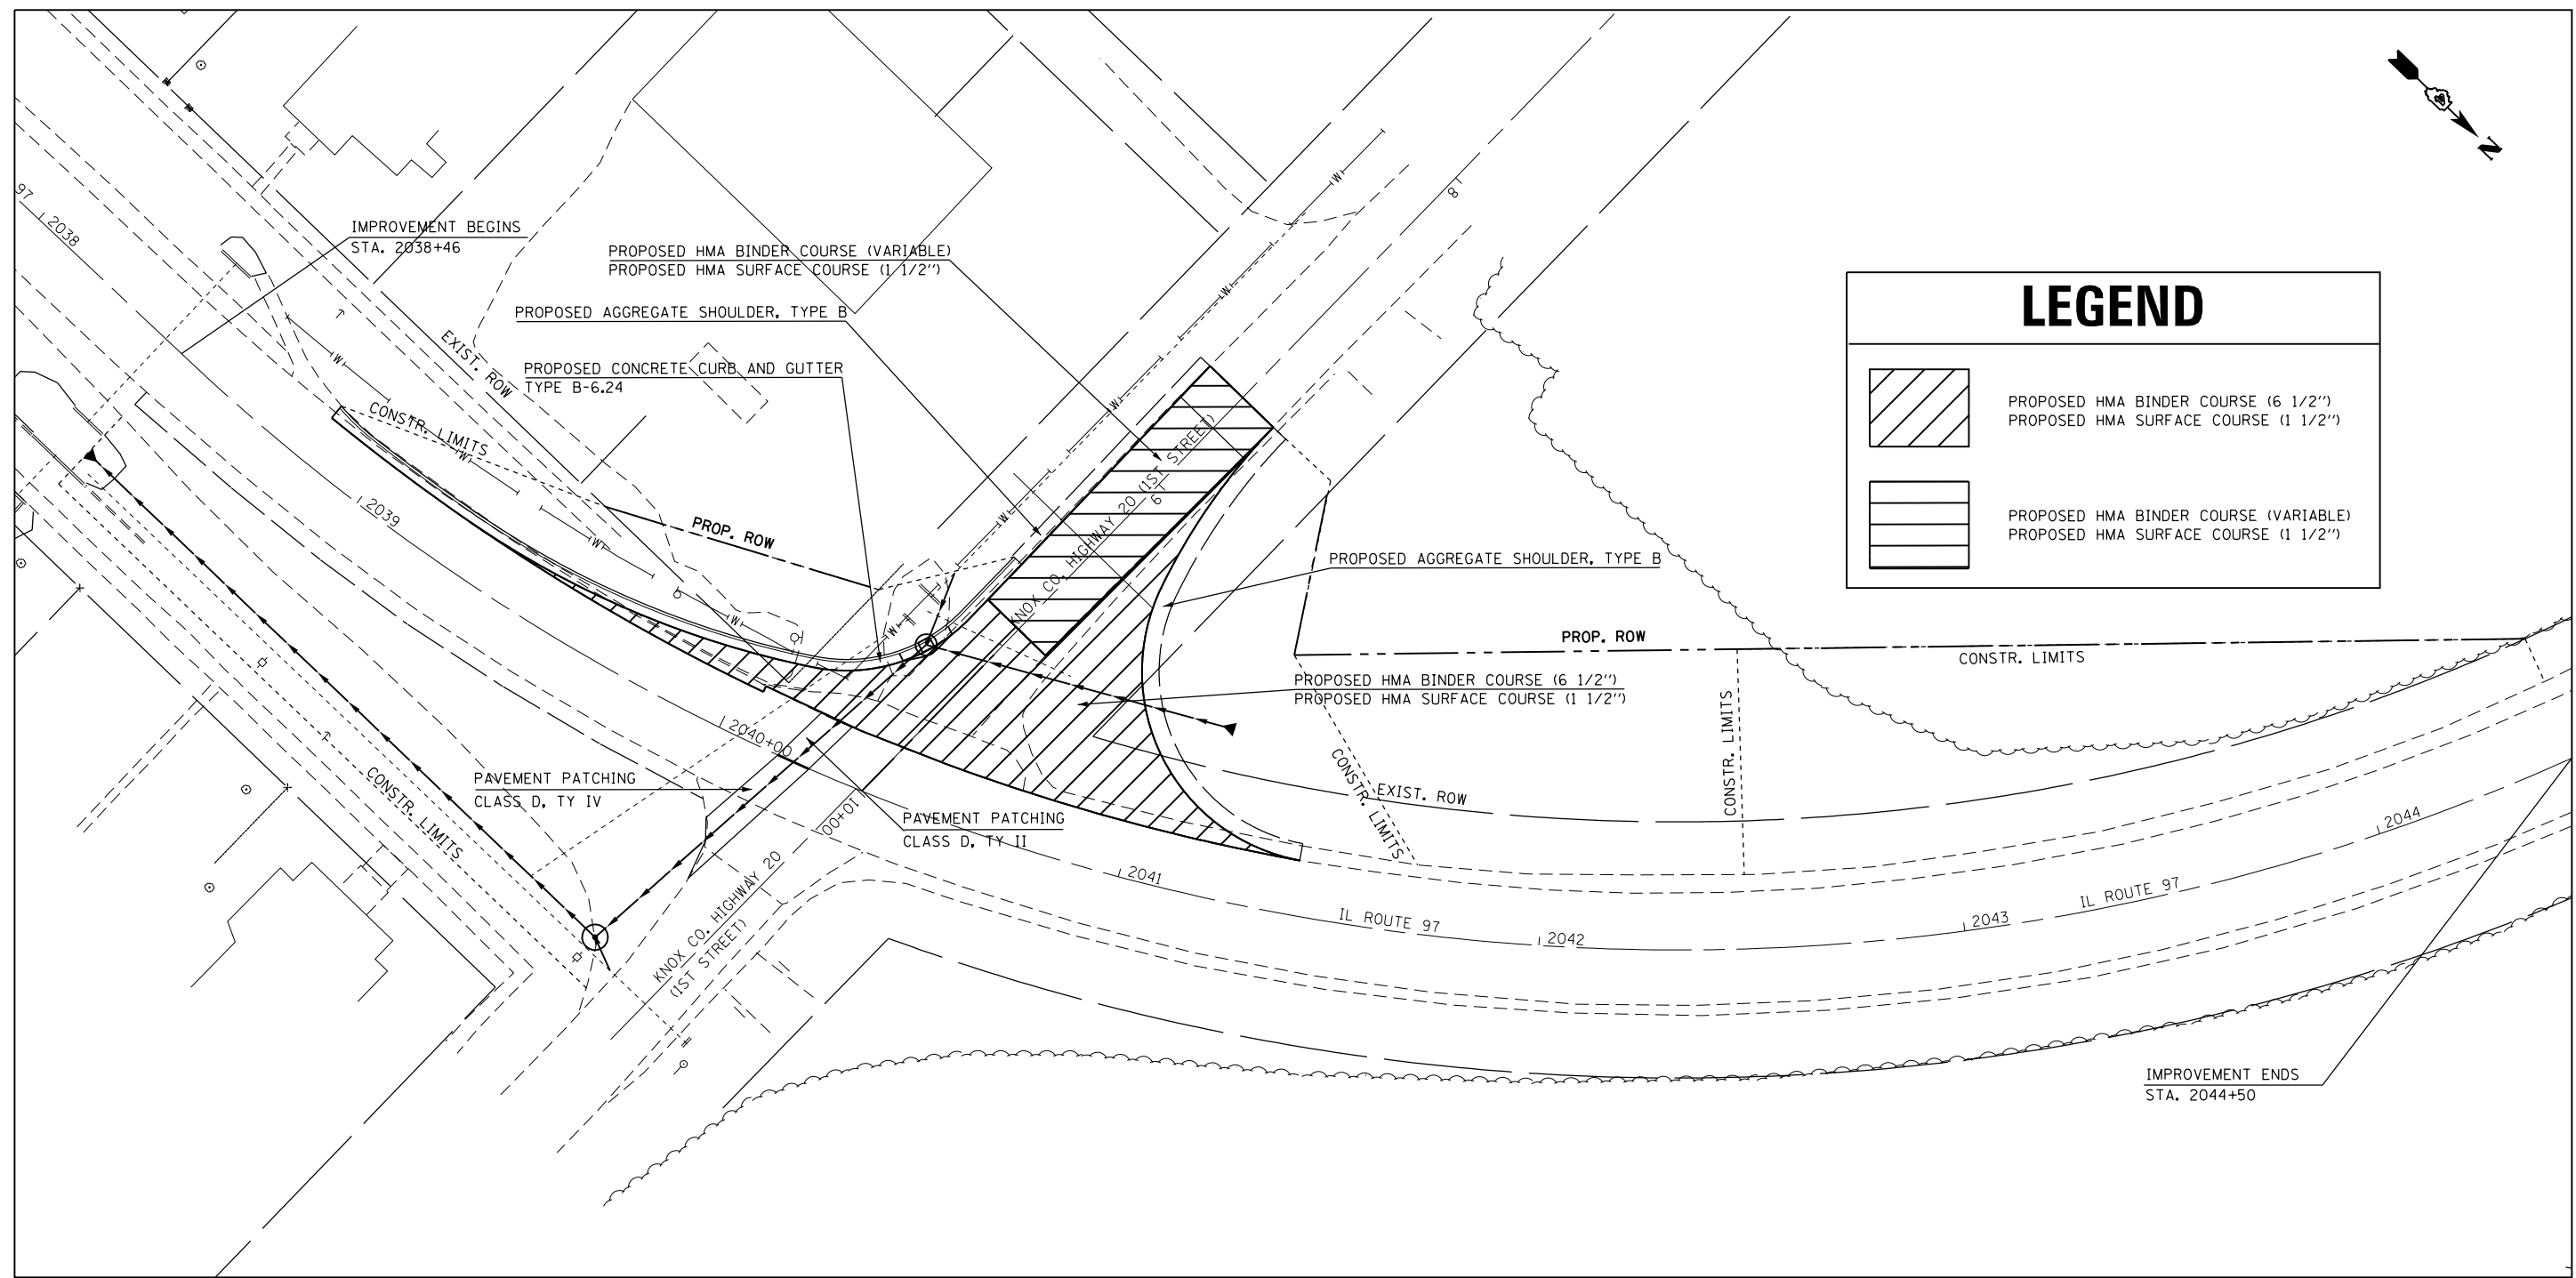 N
97
2038
IMPROVEMENT BEGINS
STA. 2038+46
PROPOSED HMA BINDER COURSE (VARIABLE)
PROPOSED HMA SURFACE COURSE (1 1/2")
PROPOSED AGGREGATE SHOULDER, TYPE B
PROPOSED CONCRETE CURB AND GUTTER
TYPE B-6.24
EXIST. ROW
CONSTR. LIMITS
W
W
W
W
W
W
W
W
W
W
8
LEGEND
PROPOSED HMA BINDER COURSE (6 1/2")
PROPOSED HMA SURFACE COURSE (1 1/2")
PROPOSED HMA BINDER COURSE (VARIABLE)
PROPOSED HMA SURFACE COURSE (1 1/2")
2039
PROP. ROW
KNOX CO. HIGHWAY 20 (1ST STREET)
9
PROPOSED AGGREGATE SHOULDER, TYPE B
PROP. ROW
CONSTR. LIMITS
PROPOSED HMA BINDER COURSE (6 1/2")
PROPOSED HMA SURFACE COURSE (1 1/2")
CONSTR. LIMITS
CONSTR. LIMITS
EXIST. ROW
2040+00
PAVEMENT PATCHING
CLASS D, TY IV
CONSTR. LIMITS
10+00
PAVEMENT PATCHING
CLASS D, TY II
KNOX CO. HIGHWAY 20
(1ST STREET)
2041
IL ROUTE 97
2042
2043
IL ROUTE 97
2044
IMPROVEMENT ENDS
STA. 2044+50